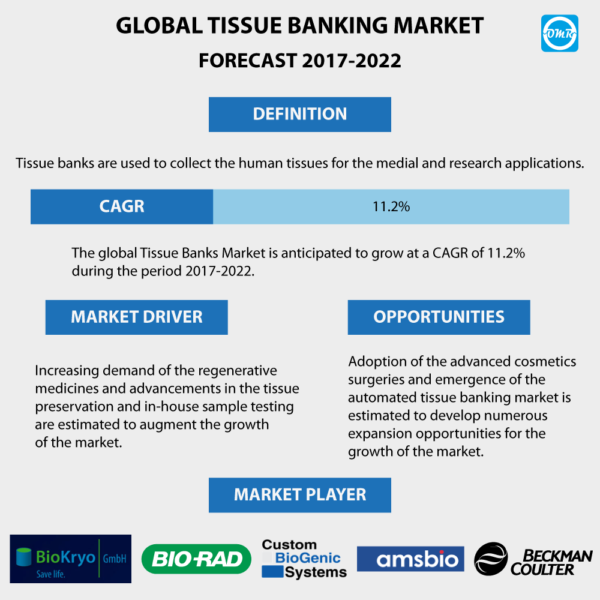 GLOBAL TISSUE BANKING MARKET
FORECAST 2017-2022
OMR
DEFINITION
Tissue banks are used to collect the human tissues for the medial and research applications.
CAGR
11.2%
The global Tissue Banks Market is anticipated to grow at a CAGR of 11.2%
during the period 2017-2022.
MARKET DRIVER
Increasing demand of the regenerative
medicines and advancements in the tissue
preservation and in-house sample testing
are estimated to augment the growth
of the market.
OPPORTUNITIES
Adoption of the advanced cosmetics
surgeries and emergence of the
automated tissue banking market is
estimated to develop numerous
expansion opportunities for the
growth of the market.
MARKET PLAYER
BioKryo GmbH
Save life.
BIO-RAD
Custom
BioGenic
Systems
amsbio
BECKMAN
COULTER